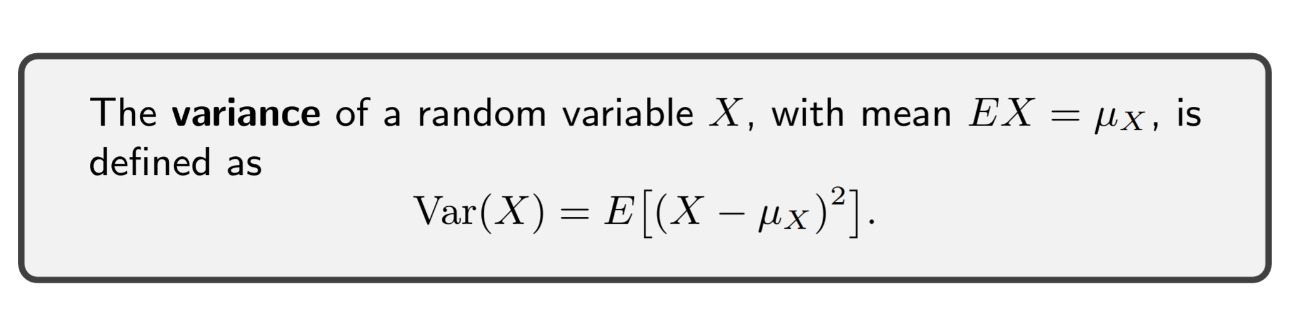 The variance of a random variable X, with mean EX = μ_X, is
defined as
Var(X) = E[(X − μ_X)²].